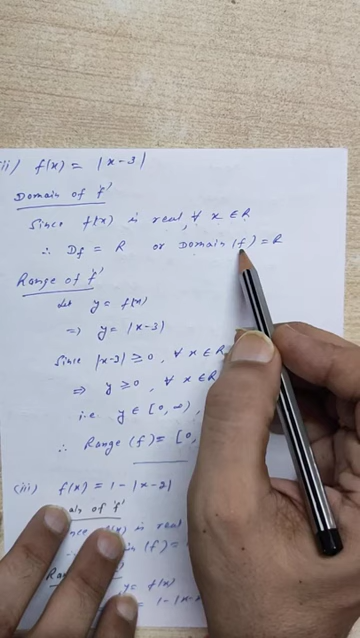 ii) f(x) = |x-3|
Domain of 'f'
Since f(x) is real, ∀ x ∈ R
∴ Df = R or Domain (f) = R
Range of 'f'
Let y = f(x)
⇒ y = |x-3|
Since |x-3| ≥ 0, ∀ x ∈ R
⇒ y ≥ 0, ∀ x ∈ R
i.e y ∈ [0, ∞),
∴ Range (f) = [0,
(iii) f(x) = 1 - |x-2|
of 'f'
f(x) is real
(f) =
y = f(x)
= 1 - |x-